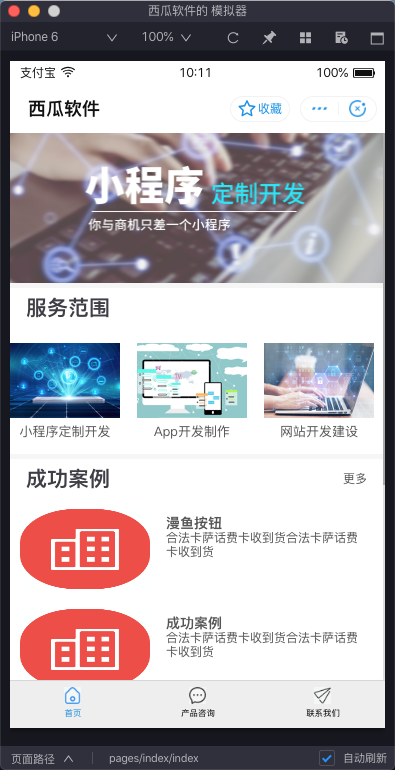 西瓜软件的 模拟器
iPhone 6 100%
支付宝 10:11 100%
西瓜软件 收藏
小程序 定制开发
你与商机只差一个小程序
服务范围
小程序定制开发 App开发制作 网站开发建设
成功案例 更多
漫鱼按钮
合法卡萨话费卡收到货合法卡萨话费
卡收到货
成功案例
合法卡萨话费卡收到货合法卡萨话费
卡收到货
首页 产品咨询 联系我们
页面路径 pages/index/index 自动刷新